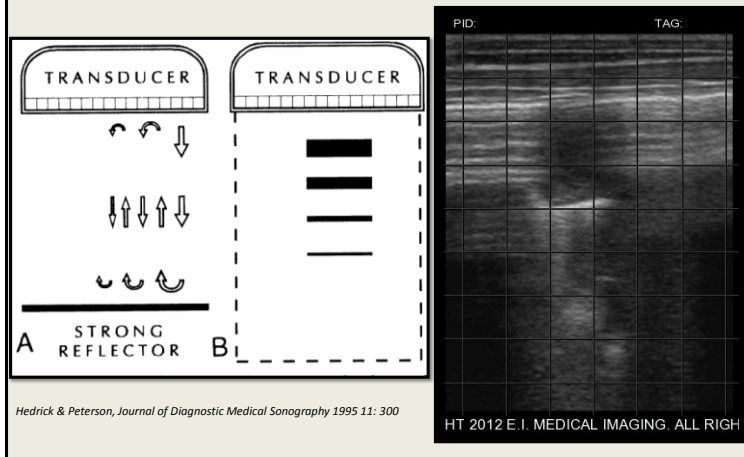 TRANSDUCER
STRONG
REFLECTOR
A
TRANSDUCER
B
Hedrick & Peterson, Journal of Diagnostic Medical Sonography 1995 11: 300
PID:
TAG:
HT 2012 E.I. MEDICAL IMAGING. ALL RIGH